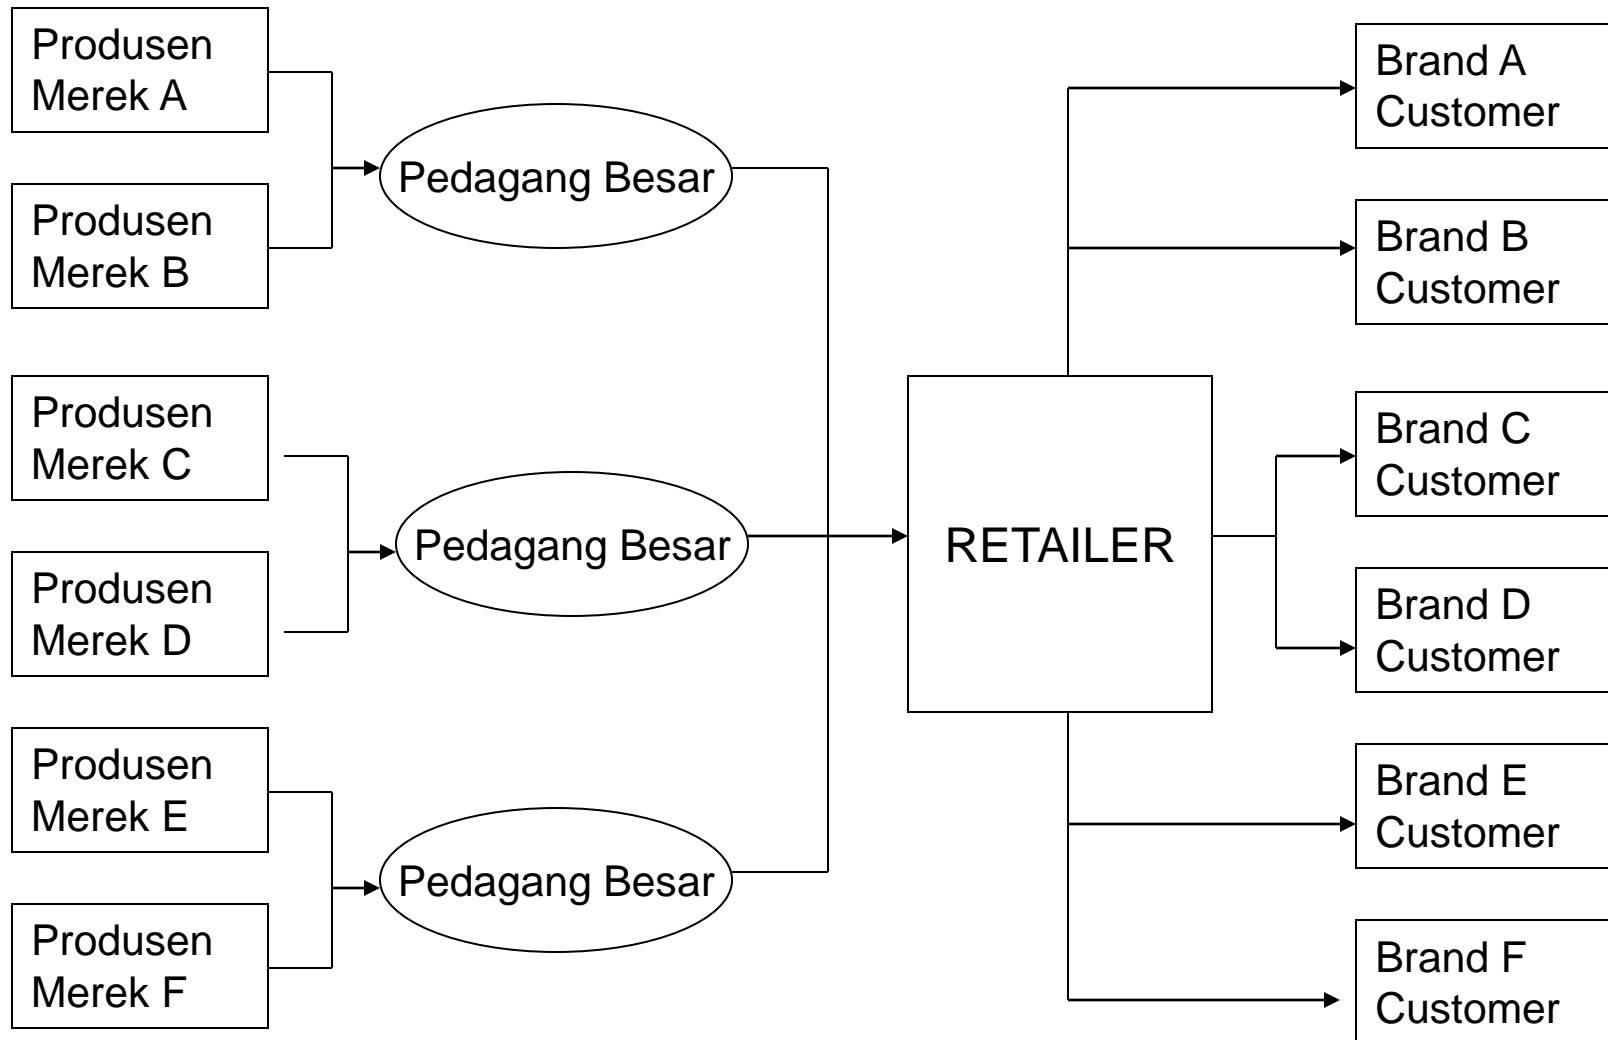 Produsen
Merek A
Produsen
Merek B
Produsen
Merek C
Produsen
Merek D
Produsen
Merek E
Produsen
Merek F
Pedagang Besar
Pedagang Besar
Pedagang Besar
RETAILER
Brand A
Customer
Brand B
Customer
Brand C
Customer
Brand D
Customer
Brand E
Customer
Brand F
Customer